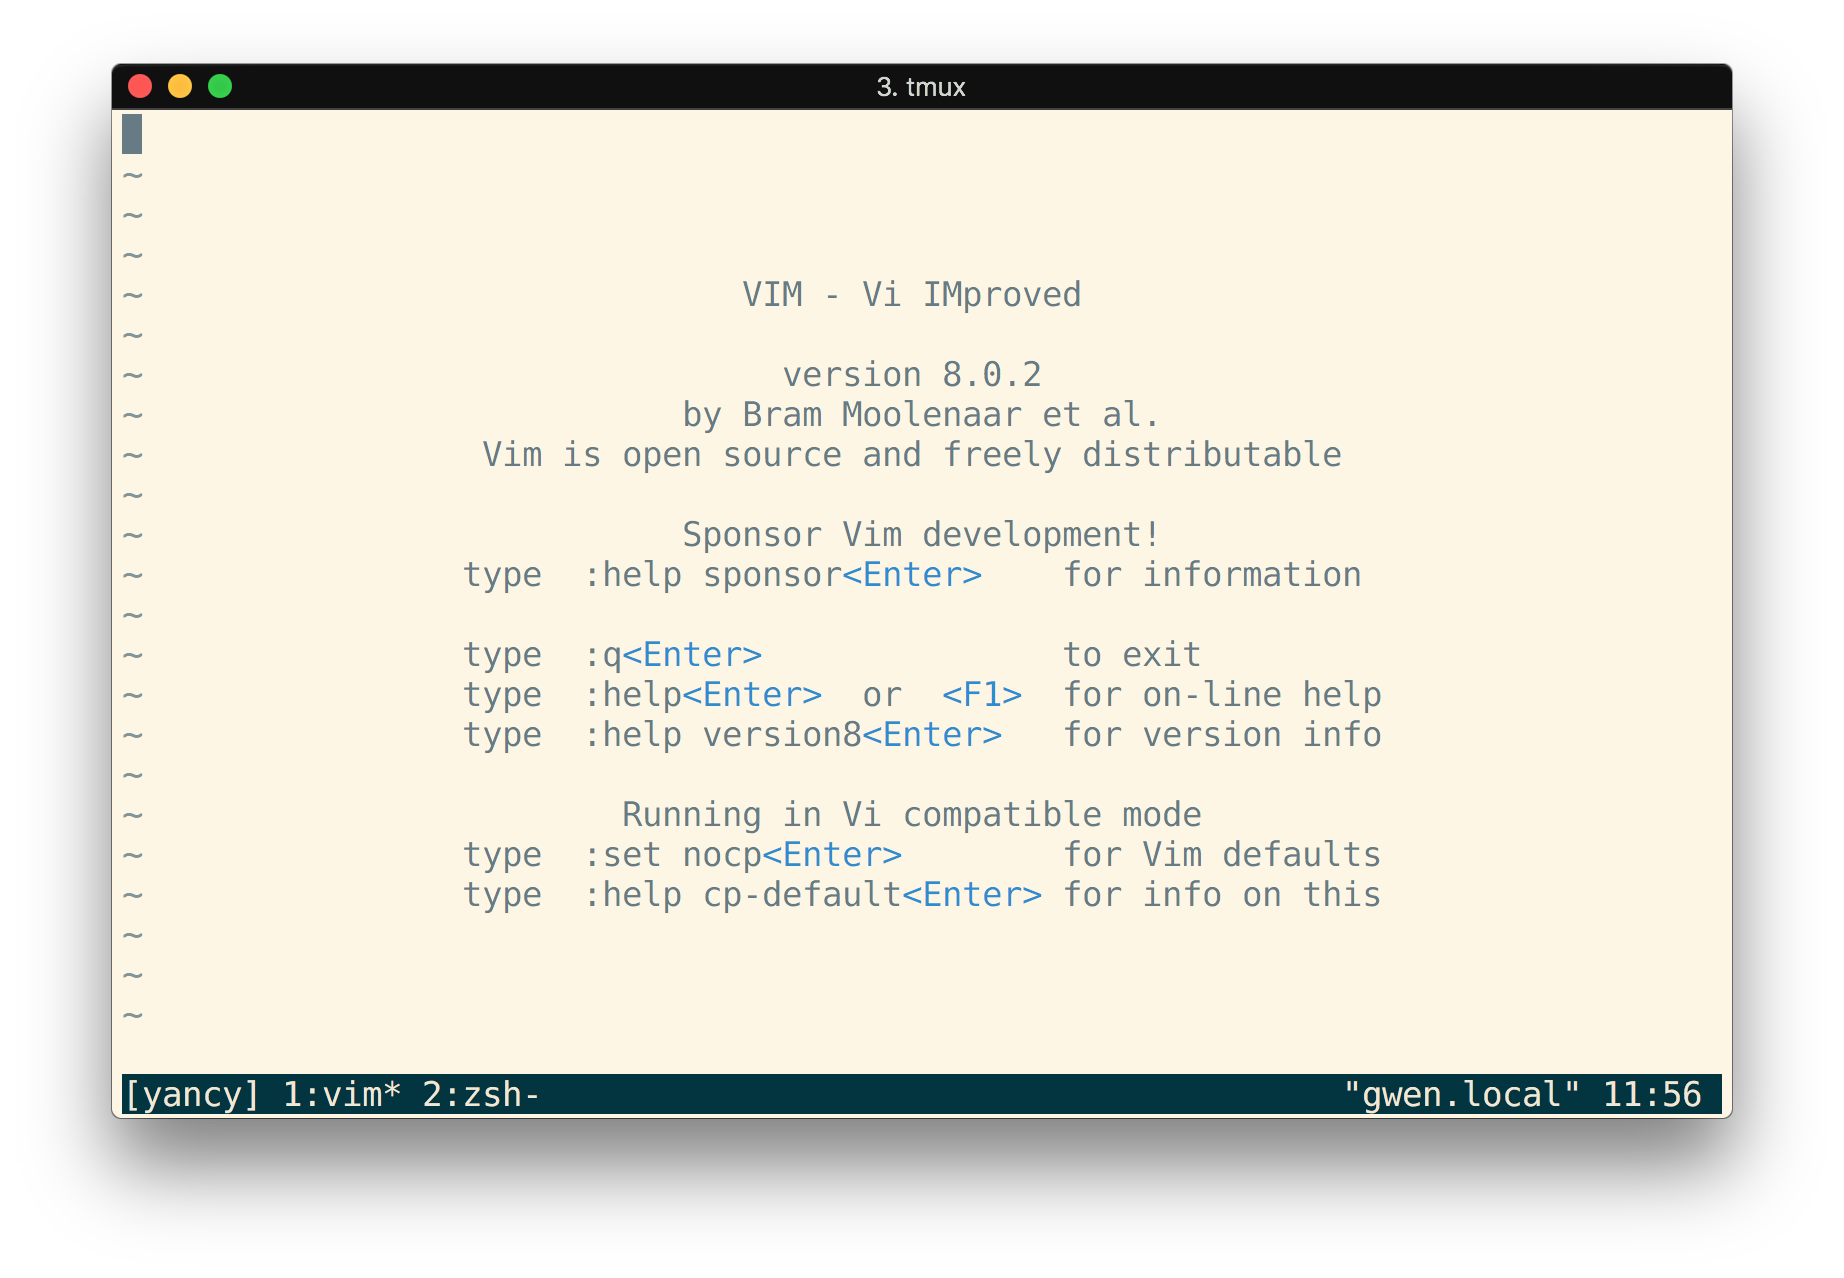 3. tmux
~
~
~
~ VIM - Vi IMproved
~
~ version 8.0.2
~ by Bram Moolenaar et al.
~ Vim is open source and freely distributable
~
~ Sponsor Vim development!
~ type  :help sponsor<Enter>    for information
~
~ type  :q<Enter>               to exit
~ type  :help<Enter>  or  <F1>  for on-line help
~ type  :help version8<Enter>   for version info
~
~ Running in Vi compatible mode
~ type  :set nocp<Enter>        for Vim defaults
~ type  :help cp-default<Enter> for info on this
~
~
~
[yancy] 1:vim* 2:zsh- "gwen.local" 11:56